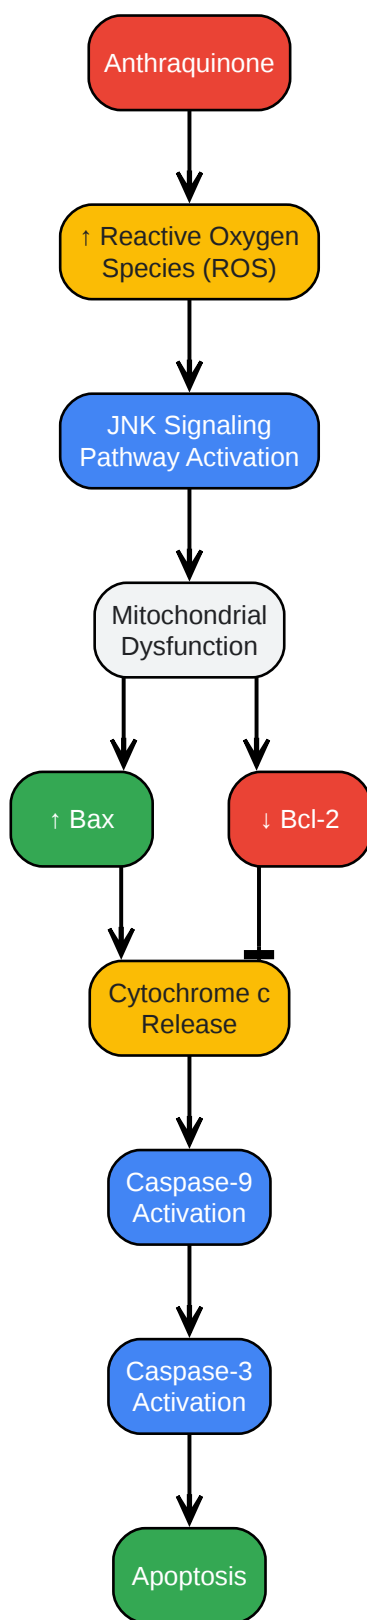 Anthraquinone
↑ Reactive Oxygen
Species (ROS)
JNK Signaling
Pathway Activation
Mitochondrial
Dysfunction
↑ Bax
↓ Bcl-2
Cytochrome c
Release
Caspase-9
Activation
Caspase-3
Activation
Apoptosis